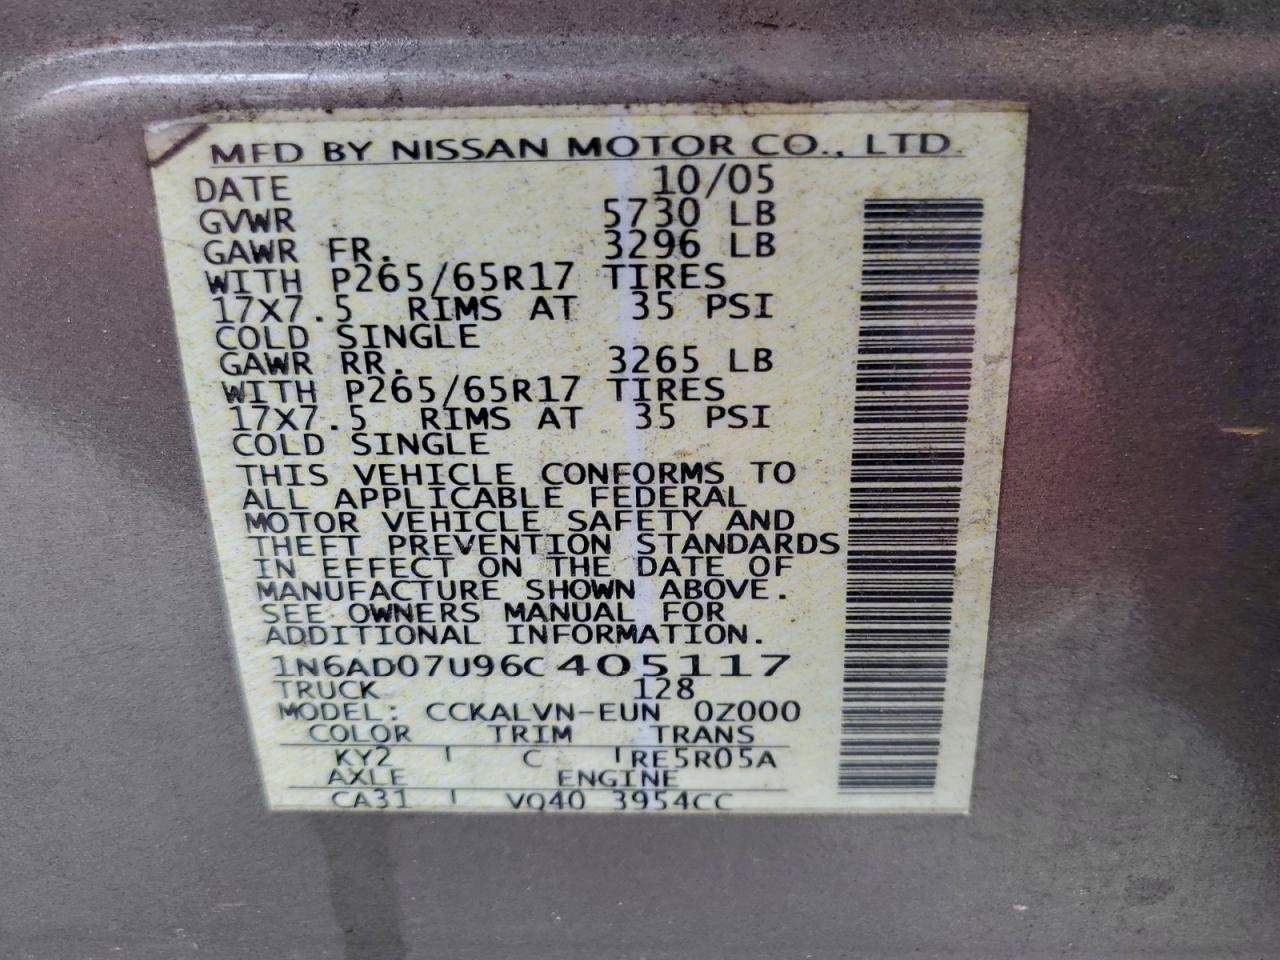 MFD BY NISSAN MOTOR CO., LTD.
DATE 10/05
GVWR 5730 LB
GAWR FR. 3296 LB
WITH P265/65R17 TIRES
17X7.5 RIMS AT 35 PSI
COLD SINGLE
GAWR RR. 3265 LB
WITH P265/65R17 TIRES
17X7.5 RIMS AT 35 PSI
COLD SINGLE
THIS VEHICLE CONFORMS TO
ALL APPLICABLE FEDERAL
MOTOR VEHICLE SAFETY AND
THEFT PREVENTION STANDARDS
IN EFFECT ON THE DATE OF
MANUFACTURE SHOWN ABOVE.
SEE OWNERS MANUAL FOR
ADDITIONAL INFORMATION.
1N6AD07U96C405117
TRUCK 128
MODEL: CCKALVN-EUN 0Z000
COLOR TRIM TRANS
KY2 C RE5R05A
AXLE ENGINE
CA31 VQ40 3954CC